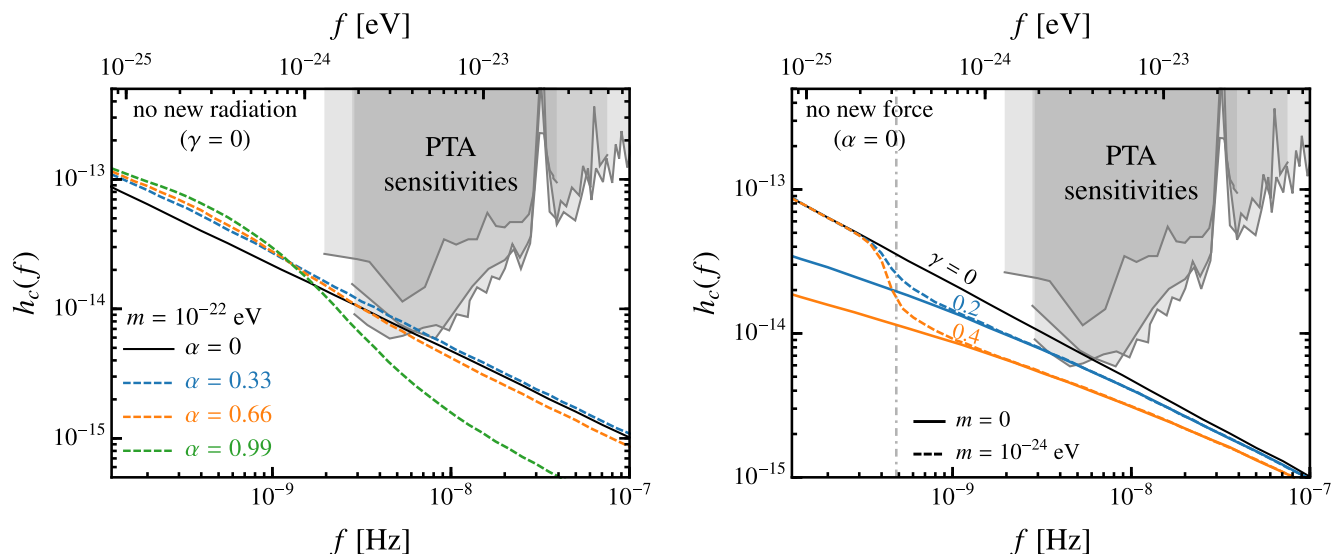 f [eV]
10⁻²⁵ 10⁻²⁴ 10⁻²³
no new radiation
(γ = 0)
PTA
sensitivities
10⁻¹³
10⁻¹⁴
10⁻¹⁵
h_c(f)
m = 10⁻²² eV
α = 0
α = 0.33
α = 0.66
α = 0.99
10⁻⁹ 10⁻⁸ 10⁻⁷
f [Hz]
f [eV]
10⁻²⁵ 10⁻²⁴ 10⁻²³
no new force
(α = 0)
PTA
sensitivities
10⁻¹³
10⁻¹⁴
10⁻¹⁵
h_c(f)
γ = 0
0.2
0.4
m = 0
m = 10⁻²⁴ eV
10⁻⁹ 10⁻⁸ 10⁻⁷
f [Hz]